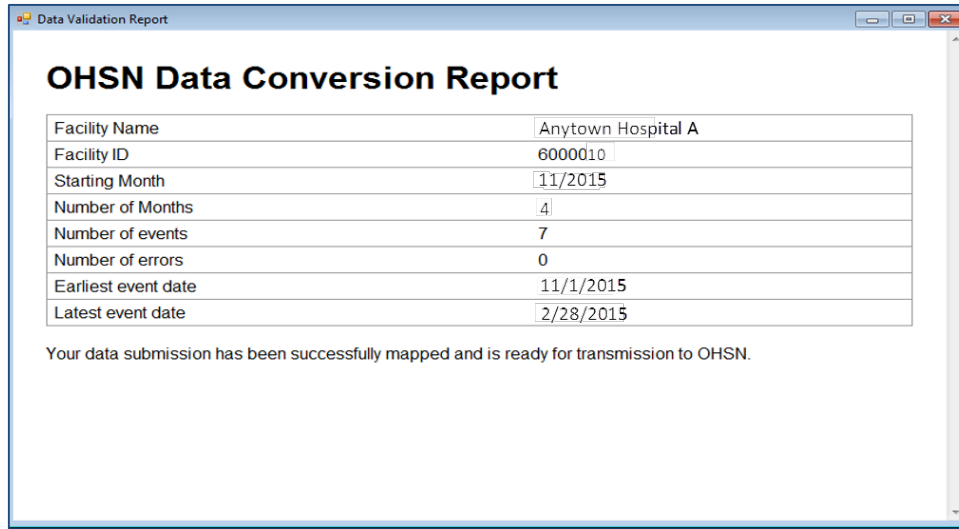 Data Validation Report
OHSN Data Conversion Report
Facility Name Anytown Hospital A
Facility ID 6000010
Starting Month 11/2015
Number of Months 4
Number of events 7
Number of errors 0
Earliest event date 11/1/2015
Latest event date 2/28/2015
Your data submission has been successfully mapped and is ready for transmission to OHSN.